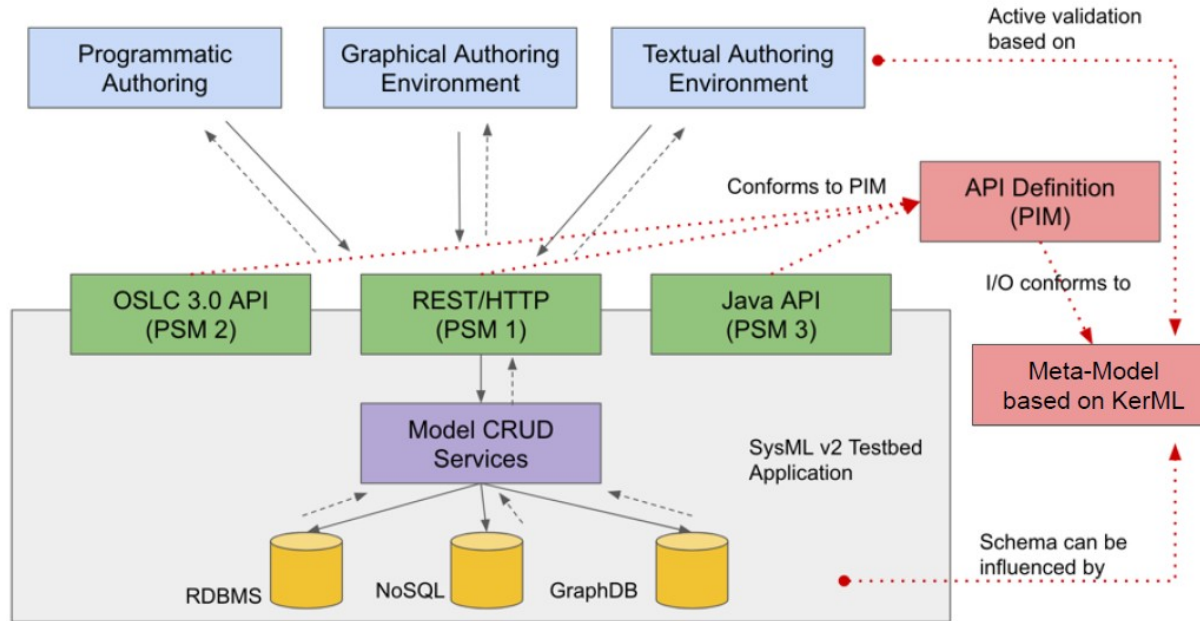 Programmatic
Authoring
Graphical Authoring
Environment
Textual Authoring
Environment
Active validation
based on
Conforms to PIM
API Definition
(PIM)
I/O conforms to
OSLC 3.0 API
(PSM 2)
REST/HTTP
(PSM 1)
Java API
(PSM 3)
Meta-Model
based on KerML
Model CRUD
Services
SysML v2 Testbed
Application
RDBMS
NoSQL
GraphDB
Schema can be
influenced by